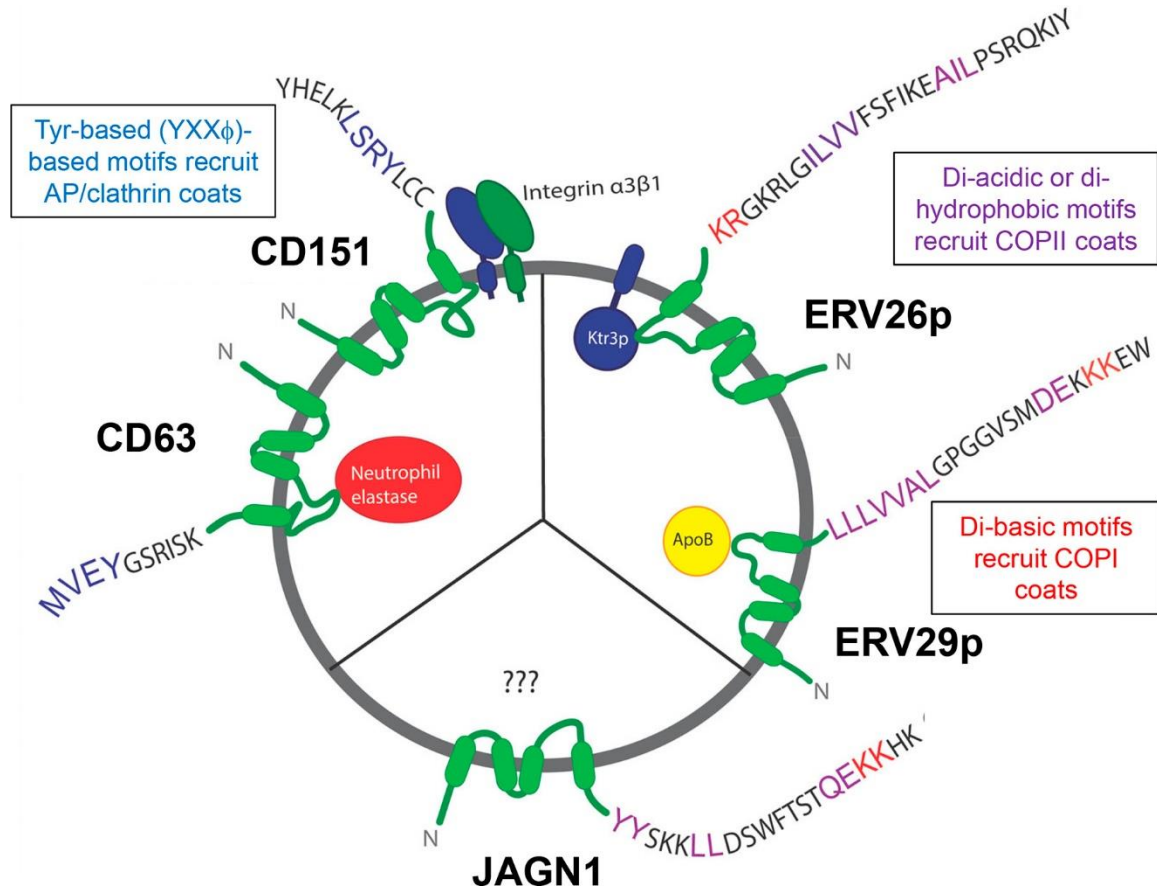 YHELKLSRYLCC
Tyr-based (YXXϕ)-
based motifs recruit
AP/clathrin coats
Integrin α3β1
CD151
N
N
CD63
Neutrophil
elastase
MVEYGSRISK
KRGKRLGILVVFSFIKEAILPSRQKIY
Di-acidic or di-
hydrophobic motifs
recruit COPII coats
Ktr3p
ERV26p
N
LLLVVALGPGGVSMDEKKKEW
ApoB
Di-basic motifs
recruit COPI
coats
ERV29p
N
???
N
YYSKKLLDSWFTSTQEKKHK
JAGN1